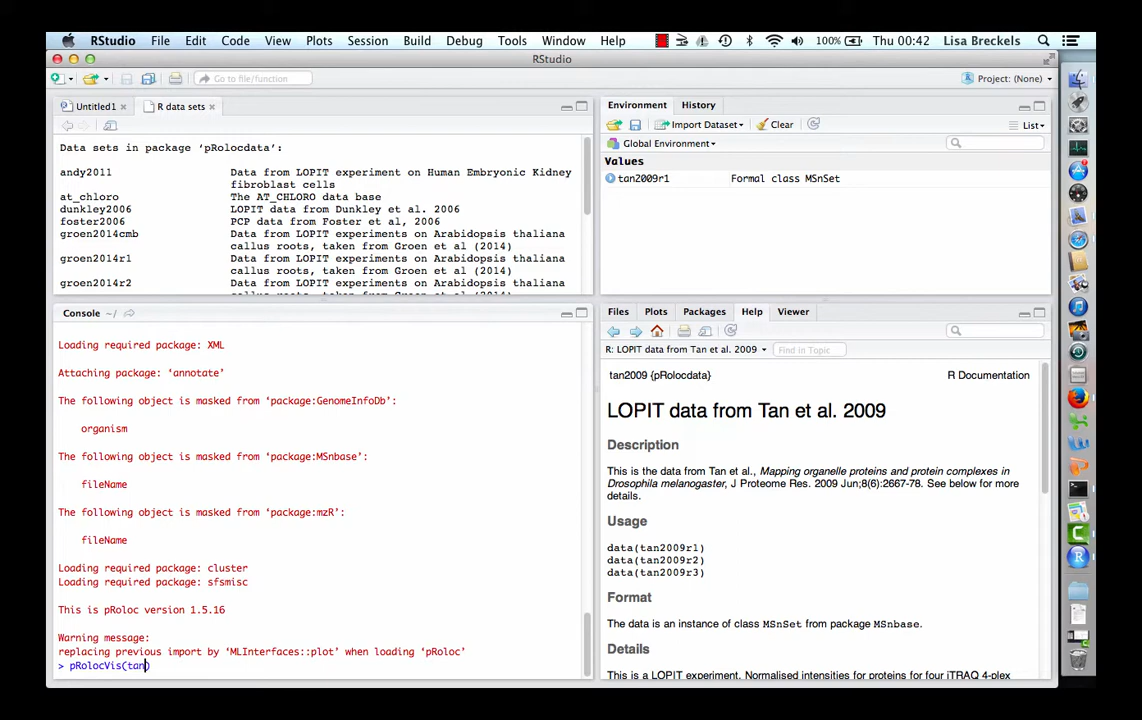 RStudio File Edit Code View Plots Session Build Debug Tools Window Help 100% Thu 00:42 Lisa Breckels
RStudio
Go to file/function Project: (None)
Untitled1 R data sets
Data sets in package ‘pRolocdata’:
andy2011 Data from LOPIT experiment on Human Embryonic Kidney
fibroblast cells
at_chloro The AT_CHLORO data base
dunkley2006 LOPIT data from Dunkley et al. 2006
foster2006 PCP data from Foster et al, 2006
groen2014cmb Data from LOPIT experiments on Arabidopsis thaliana
callus roots, taken from Groen et al (2014)
groen2014r1 Data from LOPIT experiments on Arabidopsis thaliana
callus roots, taken from Groen et al (2014)
groen2014r2 Data from LOPIT experiments on Arabidopsis thaliana
callus roots, taken from Groen et al (2014)
Environment History
Import Dataset Clear List
Global Environment
Values
tan2009r1 Formal class MSnSet
Console ~/
Loading required package: XML
Attaching package: ‘annotate’
The following object is masked from ‘package:GenomeInfoDb’:
organism
The following object is masked from ‘package:MSnbase’:
fileName
The following object is masked from ‘package:mzR’:
fileName
Loading required package: cluster
Loading required package: sfsmisc
This is pRoloc version 1.5.16
Warning message:
replacing previous import by ‘MLInterfaces::plot’ when loading ‘pRoloc’
> pRolocVis(tan)
Files Plots Packages Help Viewer
R: LOPIT data from Tan et al. 2009 Find in Topic
tan2009 {pRolocdata} R Documentation
LOPIT data from Tan et al. 2009
Description
This is the data from Tan et al., Mapping organelle proteins and protein complexes in
Drosophila melanogaster, J Proteome Res. 2009 Jun;8(6):2667-78. See below for more
details.
Usage
data(tan2009r1)
data(tan2009r2)
data(tan2009r3)
Format
The data is an instance of class MSnSet from package MSnbase.
Details
This is a LOPIT experiment. Normalised intensities for proteins for four iTRAQ 4-plex